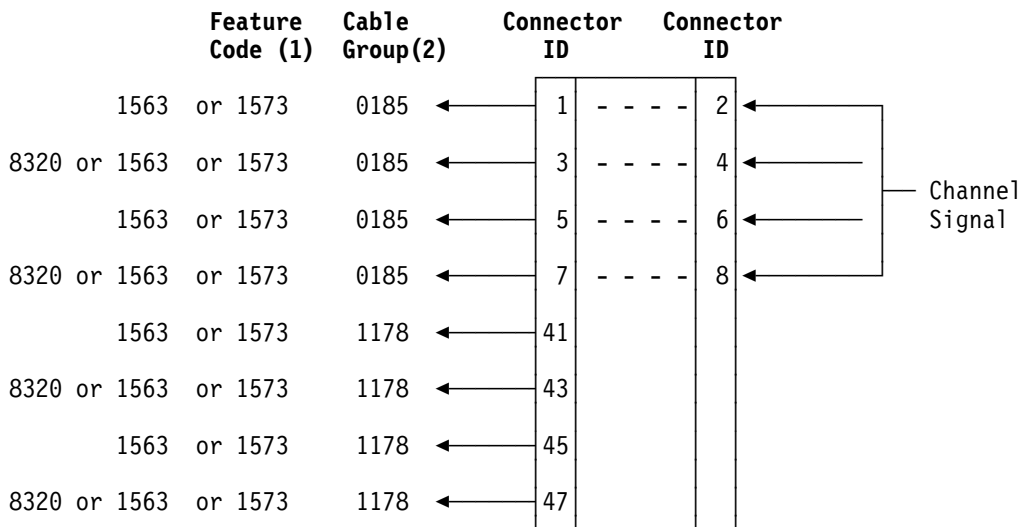 Feature Cable Connector Connector
Code (1) Group(2) ID ID
1563 or 1573 0185 1 - - - - 2
8320 or 1563 or 1573 0185 3 - - - - 4
Channel
1563 or 1573 0185 5 - - - - 6 Signal
8320 or 1563 or 1573 0185 7 - - - - 8
1563 or 1573 1178 41
8320 or 1563 or 1573 1178 43
1563 or 1573 1178 45
8320 or 1563 or 1573 1178 47